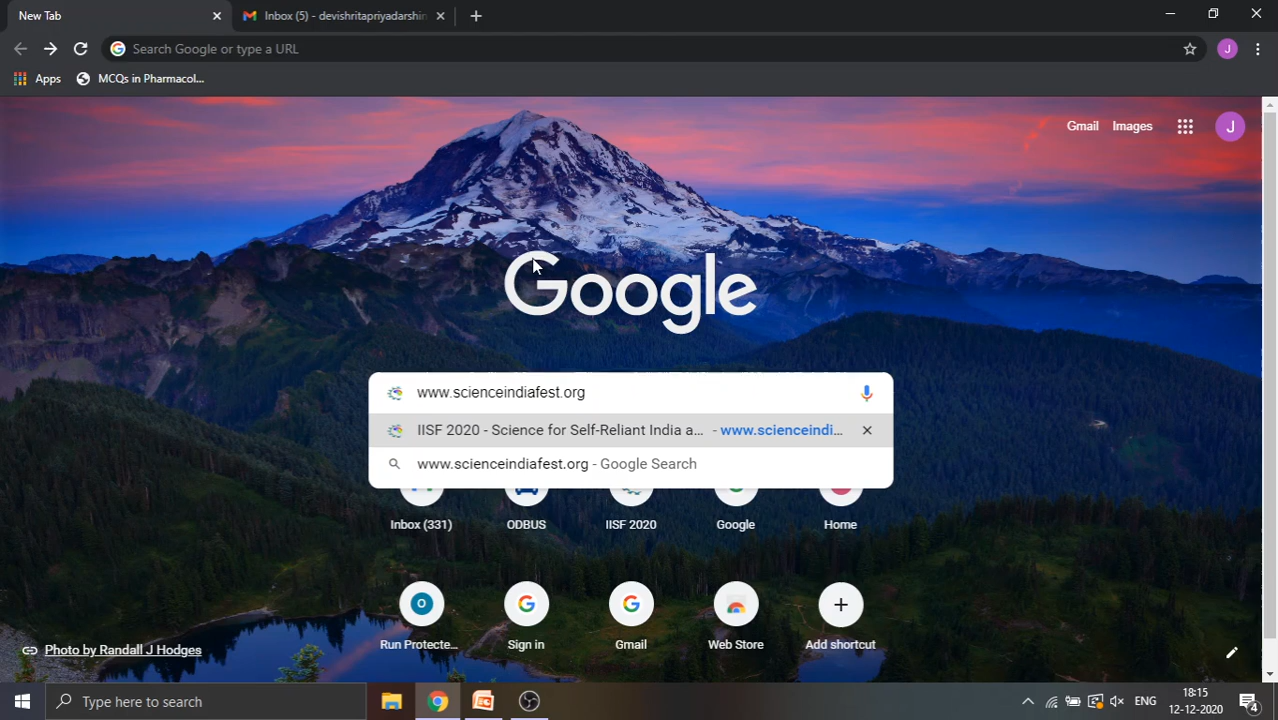 New Tab
Inbox (5) - devishritapriyadarshin
Search Google or type a URL
J
Apps
MCQs in Pharmacol...
Gmail
Images
J
Google
www.scienceindiafest.org
IISF 2020 - Science for Self-Reliant India a... - www.scienceindi...
www.scienceindiafest.org - Google Search
Inbox (331)
ODBUS
IISF 2020
Google
Home
O
Run Protecte...
Sign in
Gmail
Web Store
Add shortcut
Photo by Randall J Hodges
Type here to search
ENG
18:15
12-12-2020
4